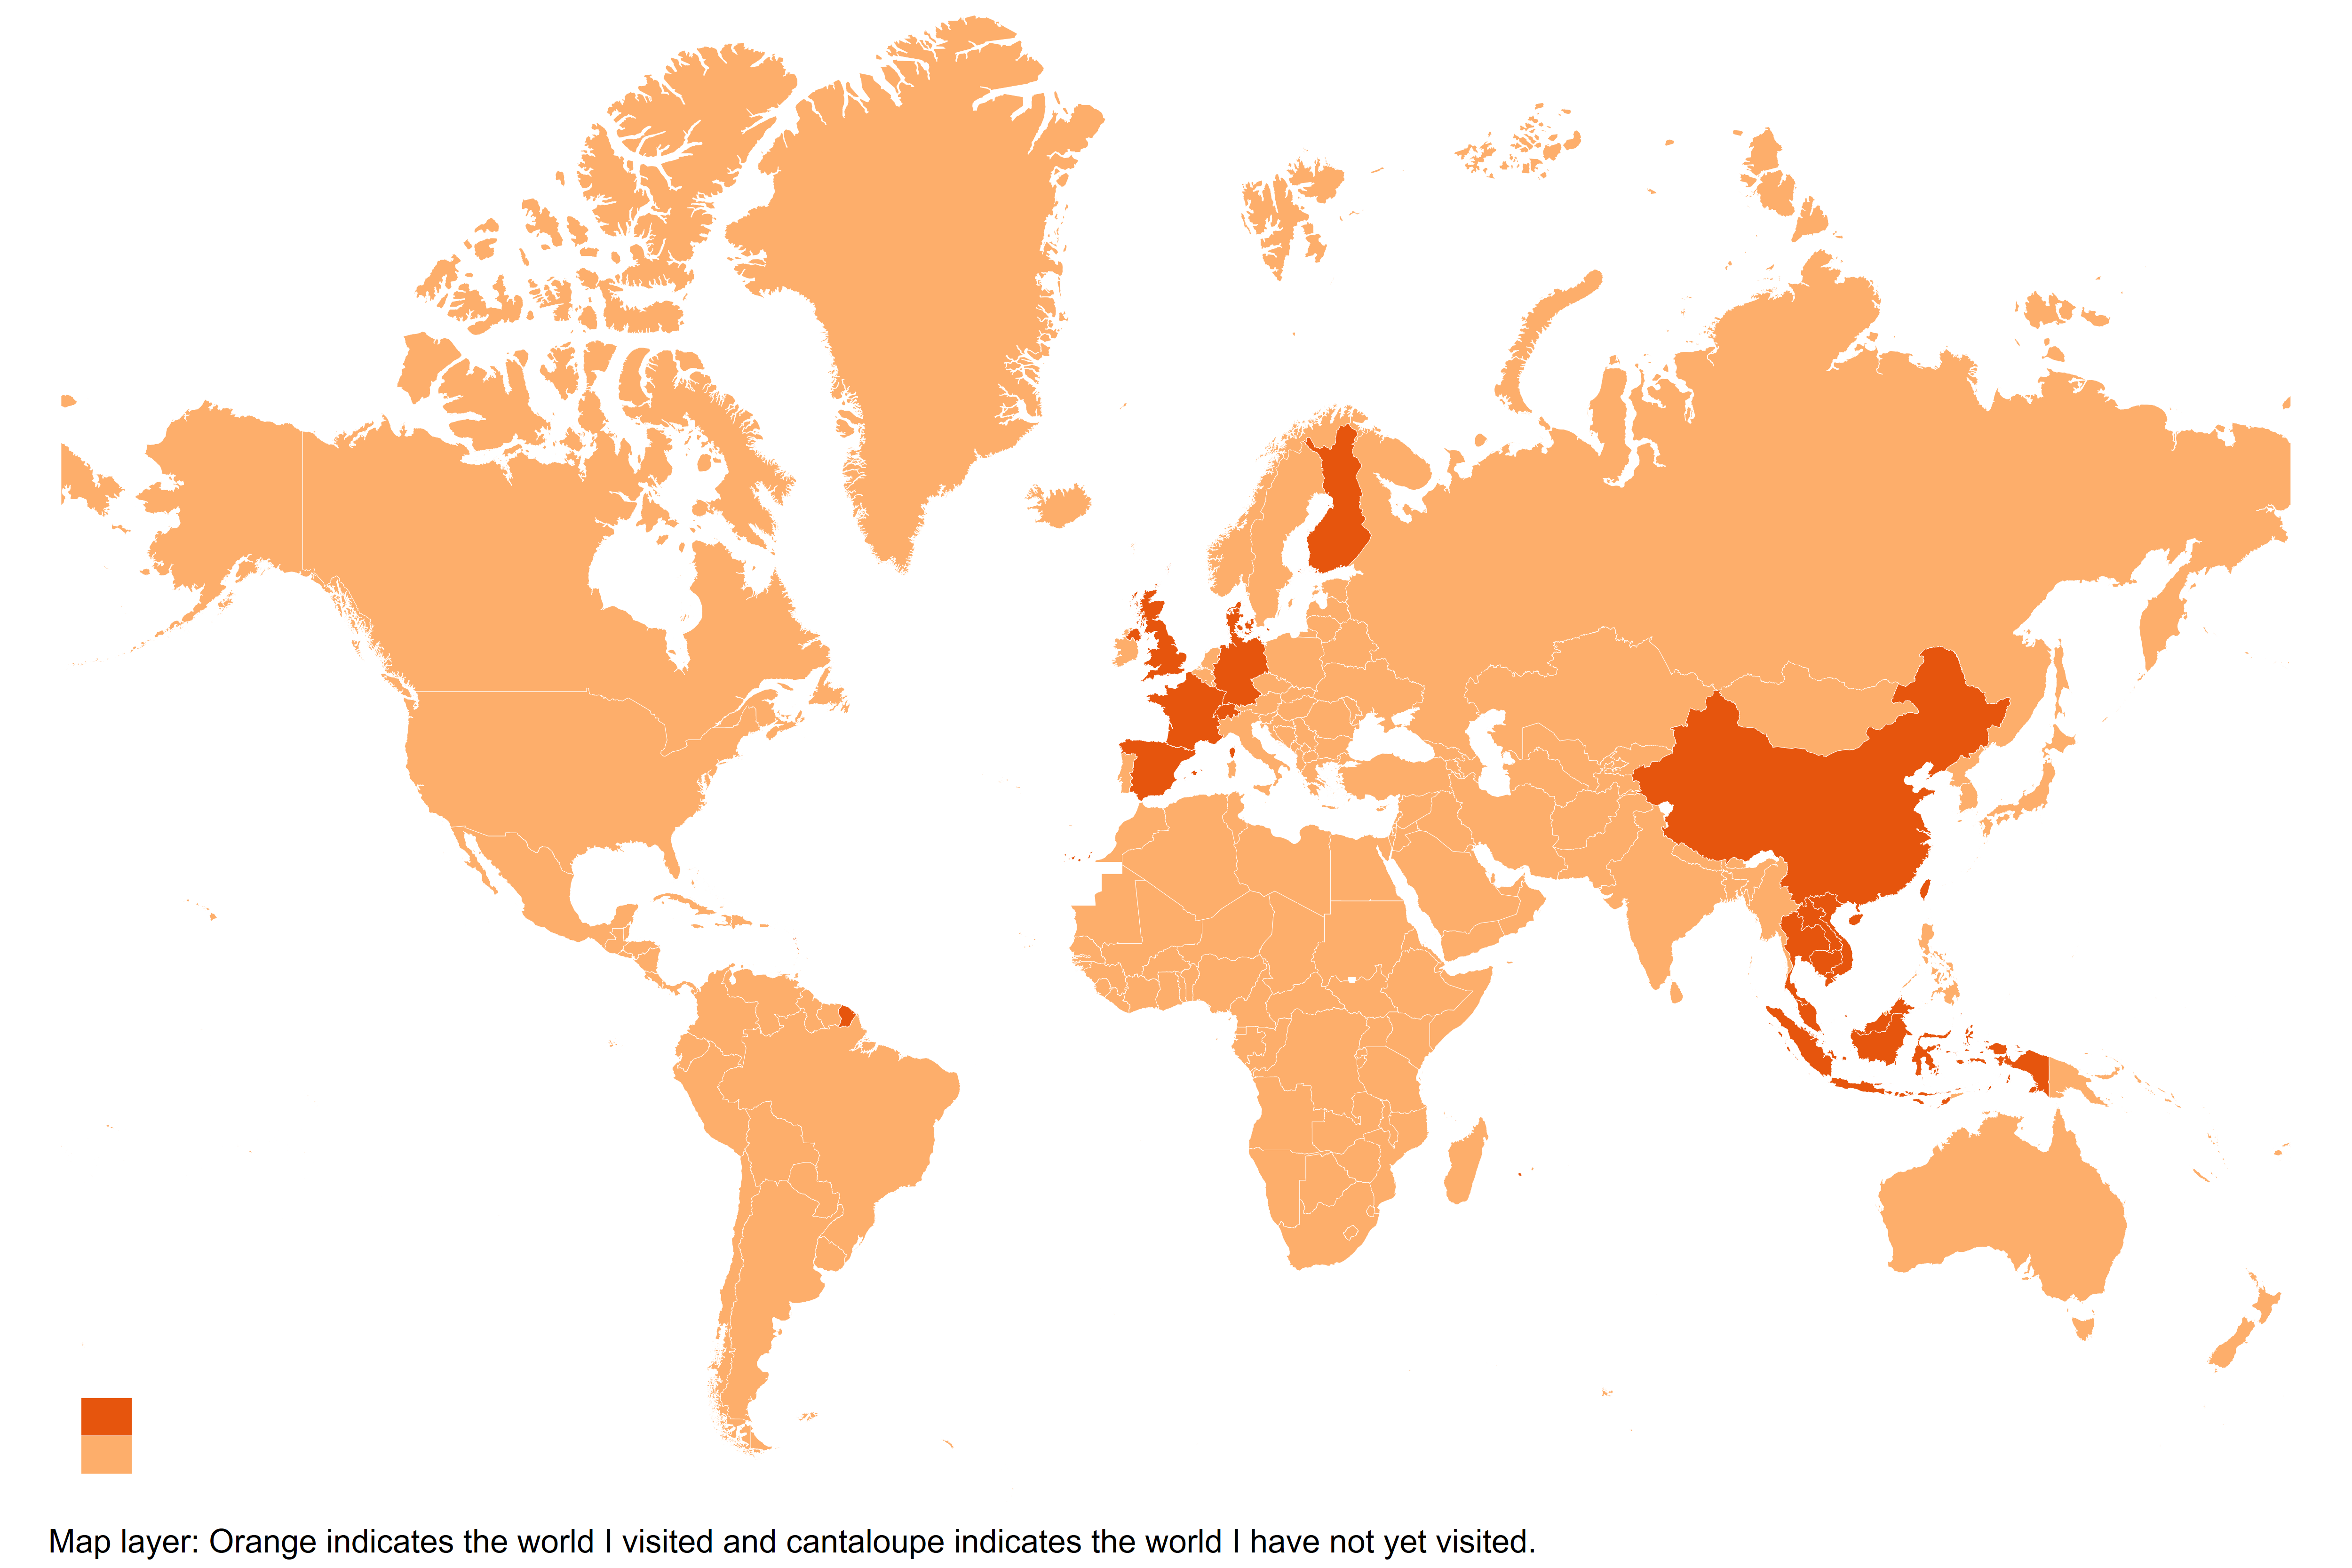 Map layer: Orange indicates the world I visited and cantaloupe indicates the world I have not yet visited.